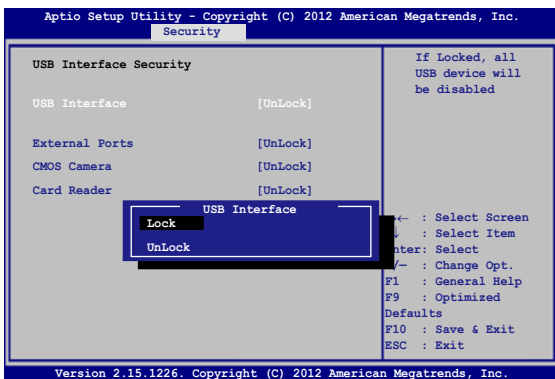 Aptio Setup Utility - Copyright (C) 2012 American Megatrends, Inc.
Security
USB Interface Security
USB Interface [UnLock]
External Ports [UnLock]
CMOS Camera [UnLock]
Card Reader [UnLock]
USB Interface
Lock
UnLock
If Locked, all
USB device will
be disabled
→← : Select Screen
↓ : Select Item
nter: Select
/— : Change Opt.
F1 : General Help
F9 : Optimized
Defaults
F10 : Save & Exit
ESC : Exit
Version 2.15.1226. Copyright (C) 2012 American Megatrends, Inc.